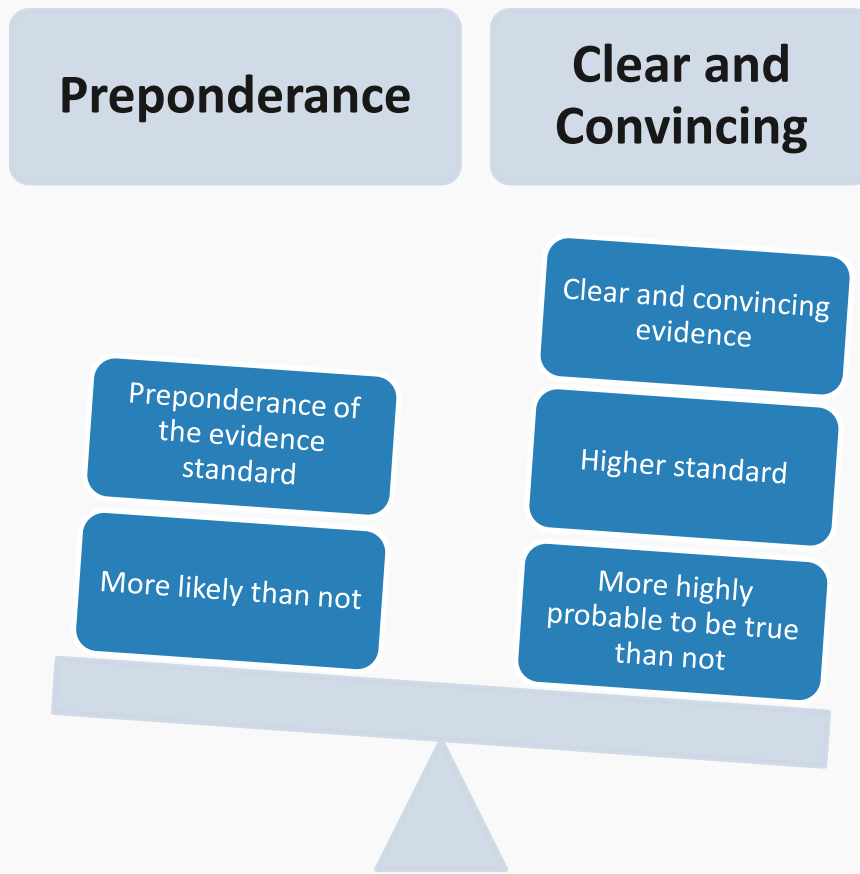 Preponderance
Clear and
Convincing
Preponderance of
the evidence
standard
More likely than not
Clear and convincing
evidence
Higher standard
More highly
probable to be true
than not